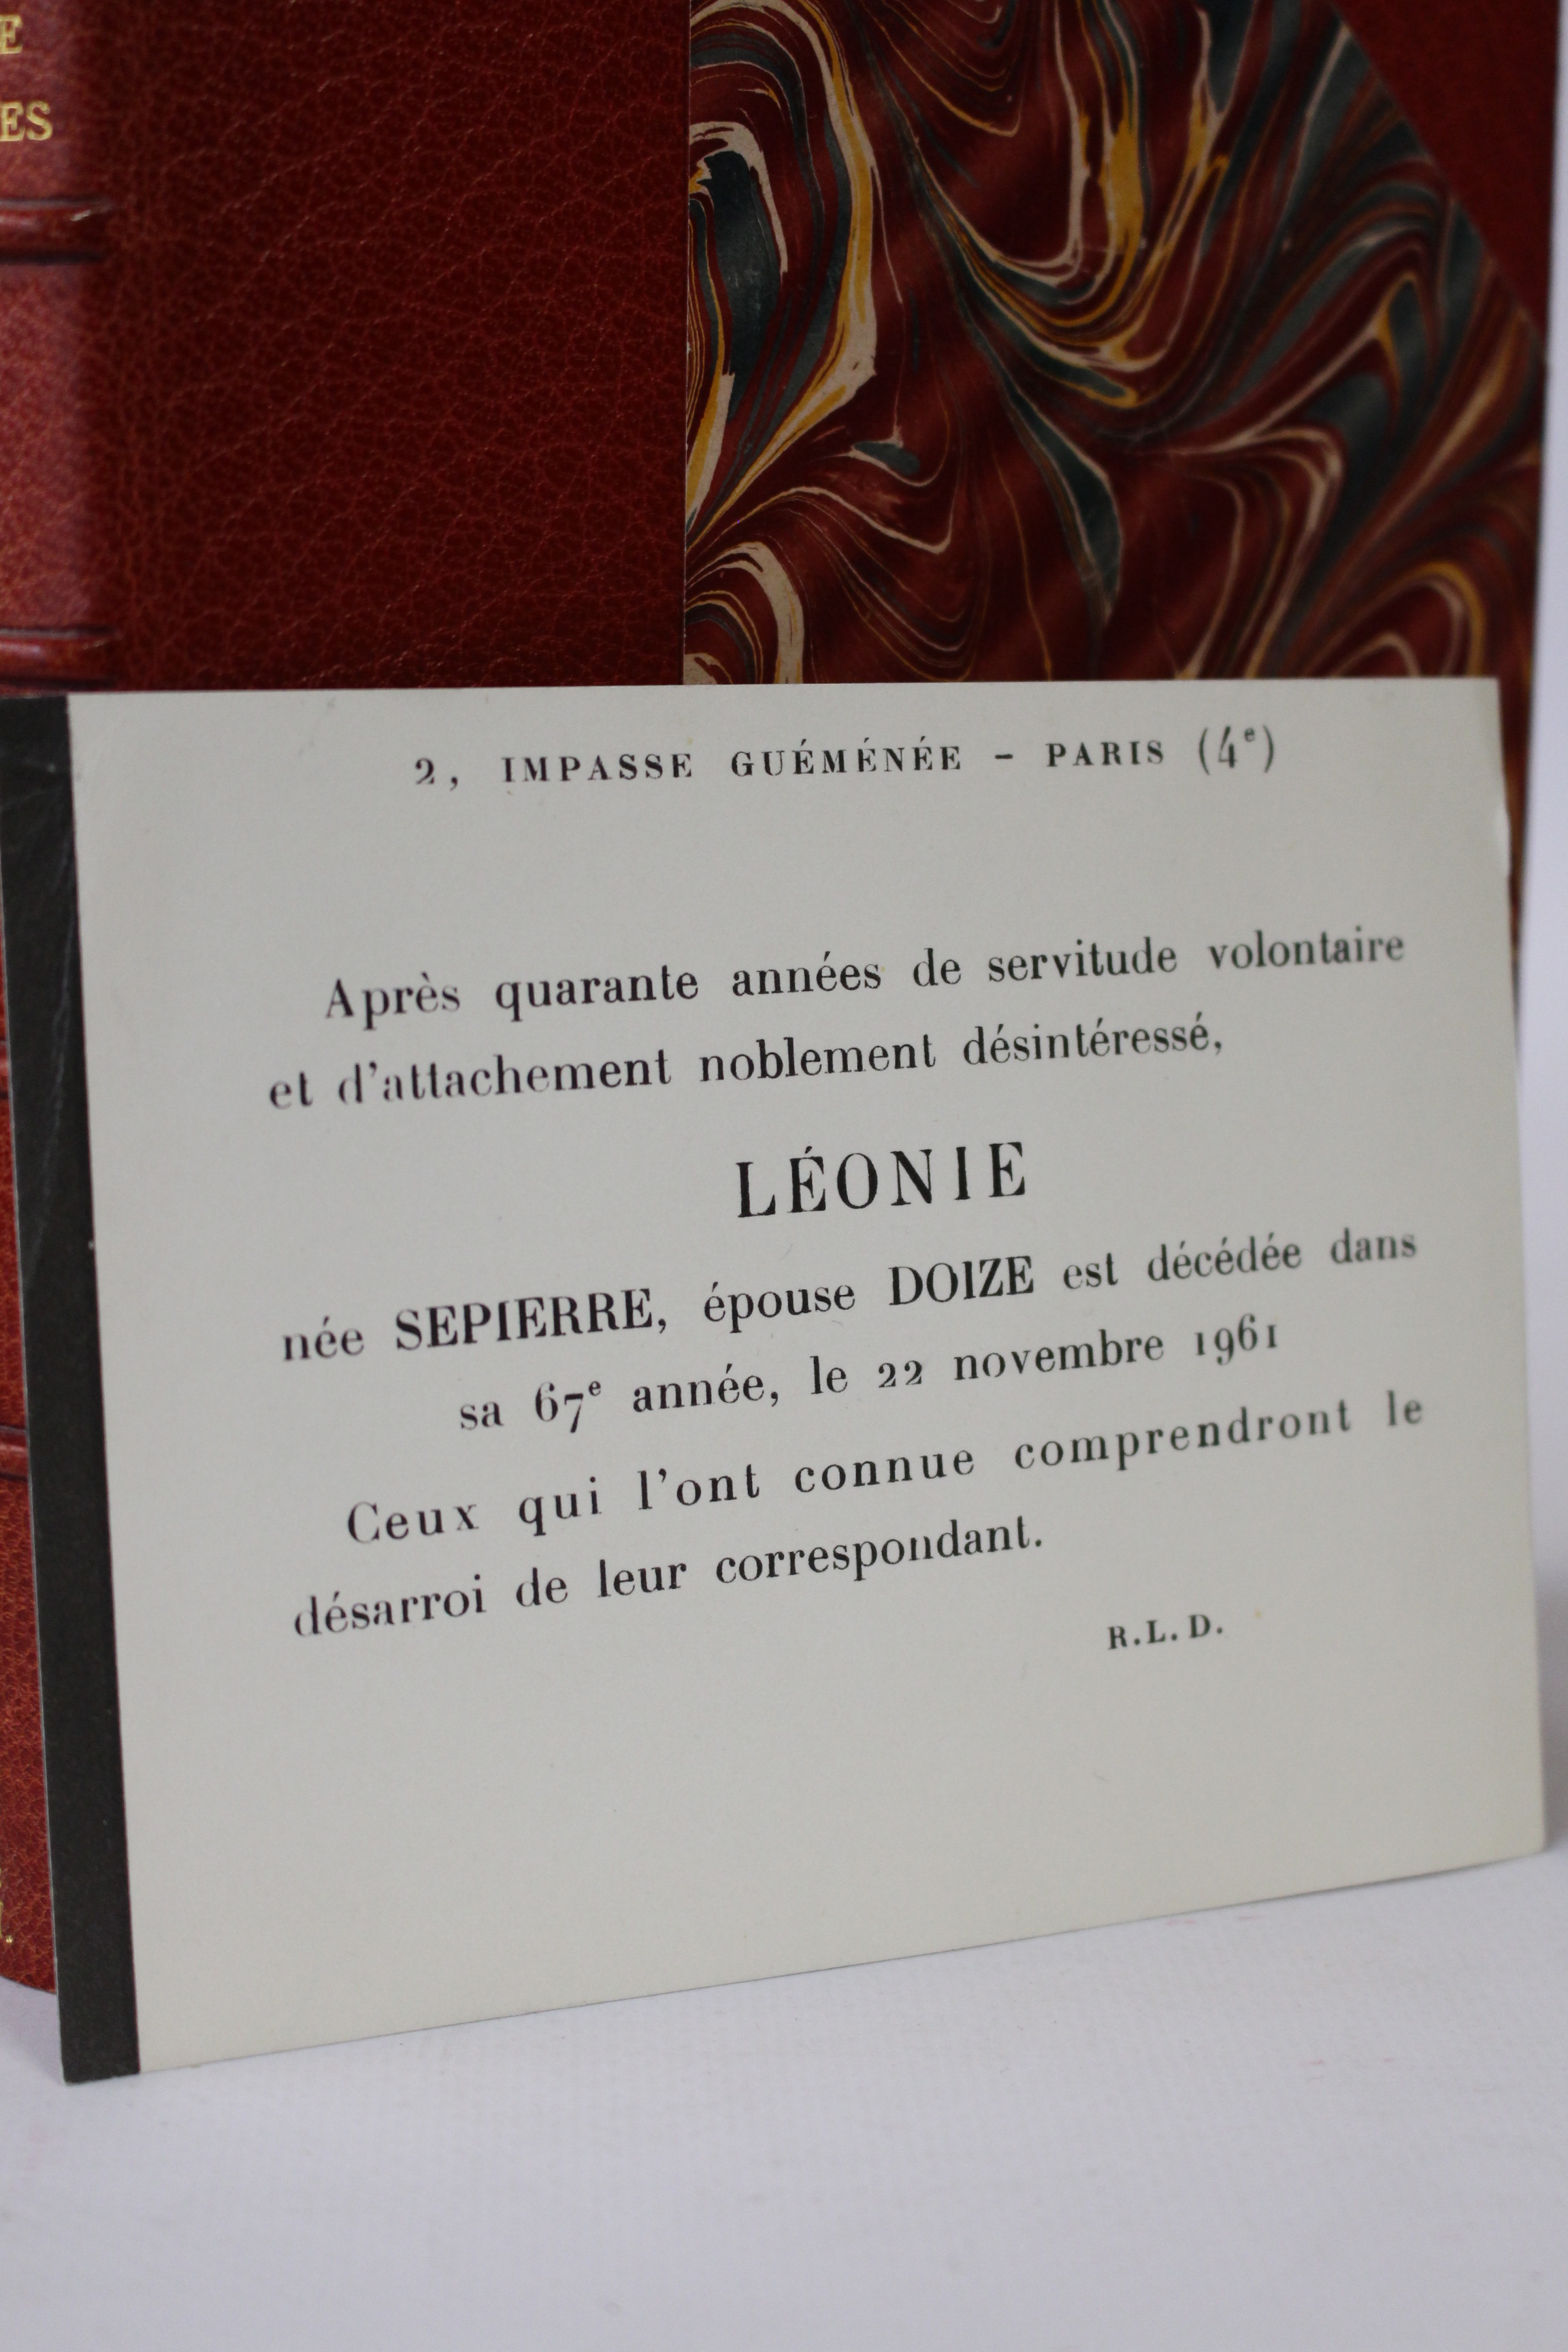 E
ES
2, IMPASSE GUÉMÉNÉE – PARIS (4e)
Après quarante années de servitude volontaire
et d'attachement noblement désintéressé,
LÉONIE
née SEPIERRE, épouse DOIZE est décédée dans
sa 67e année, le 22 novembre 1961
Ceux qui l'ont connue comprendront le
désarroi de leur correspondant.
R.L.D.